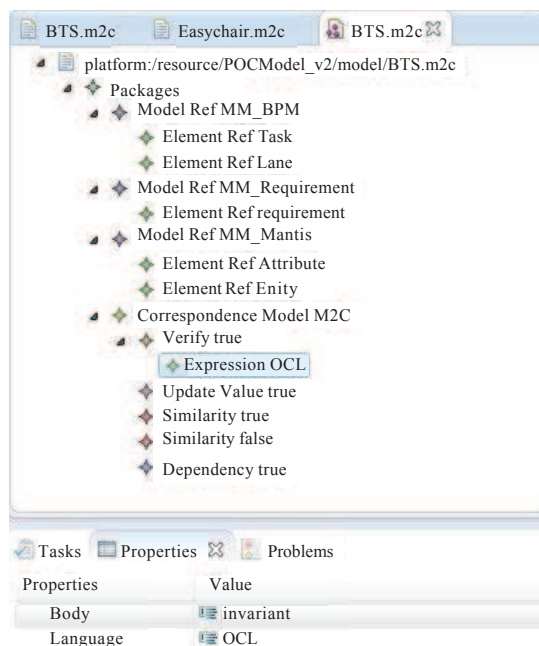 BTS.m2c Easychair.m2c BTS.m2c
platform:/resource/POCModel_v2/model/BTS.m2c
Packages
Model Ref MM_BPM
Element Ref Task
Element Ref Lane
Model Ref MM_Requirement
Element Ref requirement
Model Ref MM_Mantis
Element Ref Attribute
Element Ref Enity
Correspondence Model M2C
Verify true
Expression OCL
Update Value true
Similarity true
Similarity false
Dependency true
Tasks Properties Problems
Properties Value
Body invariant
Language OCL